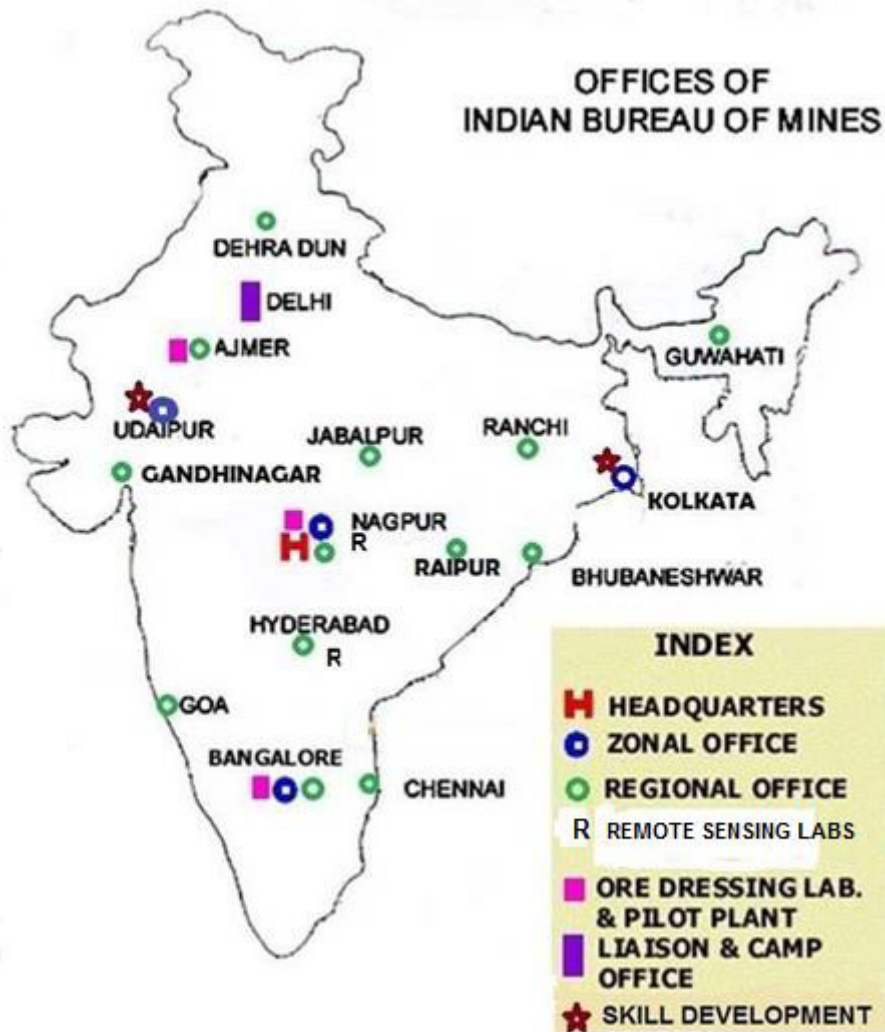 OFFICES OF
INDIAN BUREAU OF MINES
DEHRA DUN
DELHI
AJMER
GUWAHATI
UDAIPUR
JABALPUR
RANCHI
GANDHINAGAR
KOLKATA
NAGPUR
H R
RAIPUR
BHUBANESHWAR
HYDERABAD
R
GOA
BANGALORE
CHENNAI
INDEX
H HEADQUARTERS
ZONAL OFFICE
REGIONAL OFFICE
R REMOTE SENSING LABS
ORE DRESSING LAB.
& PILOT PLANT
LIAISON & CAMP
OFFICE
SKILL DEVELOPMENT